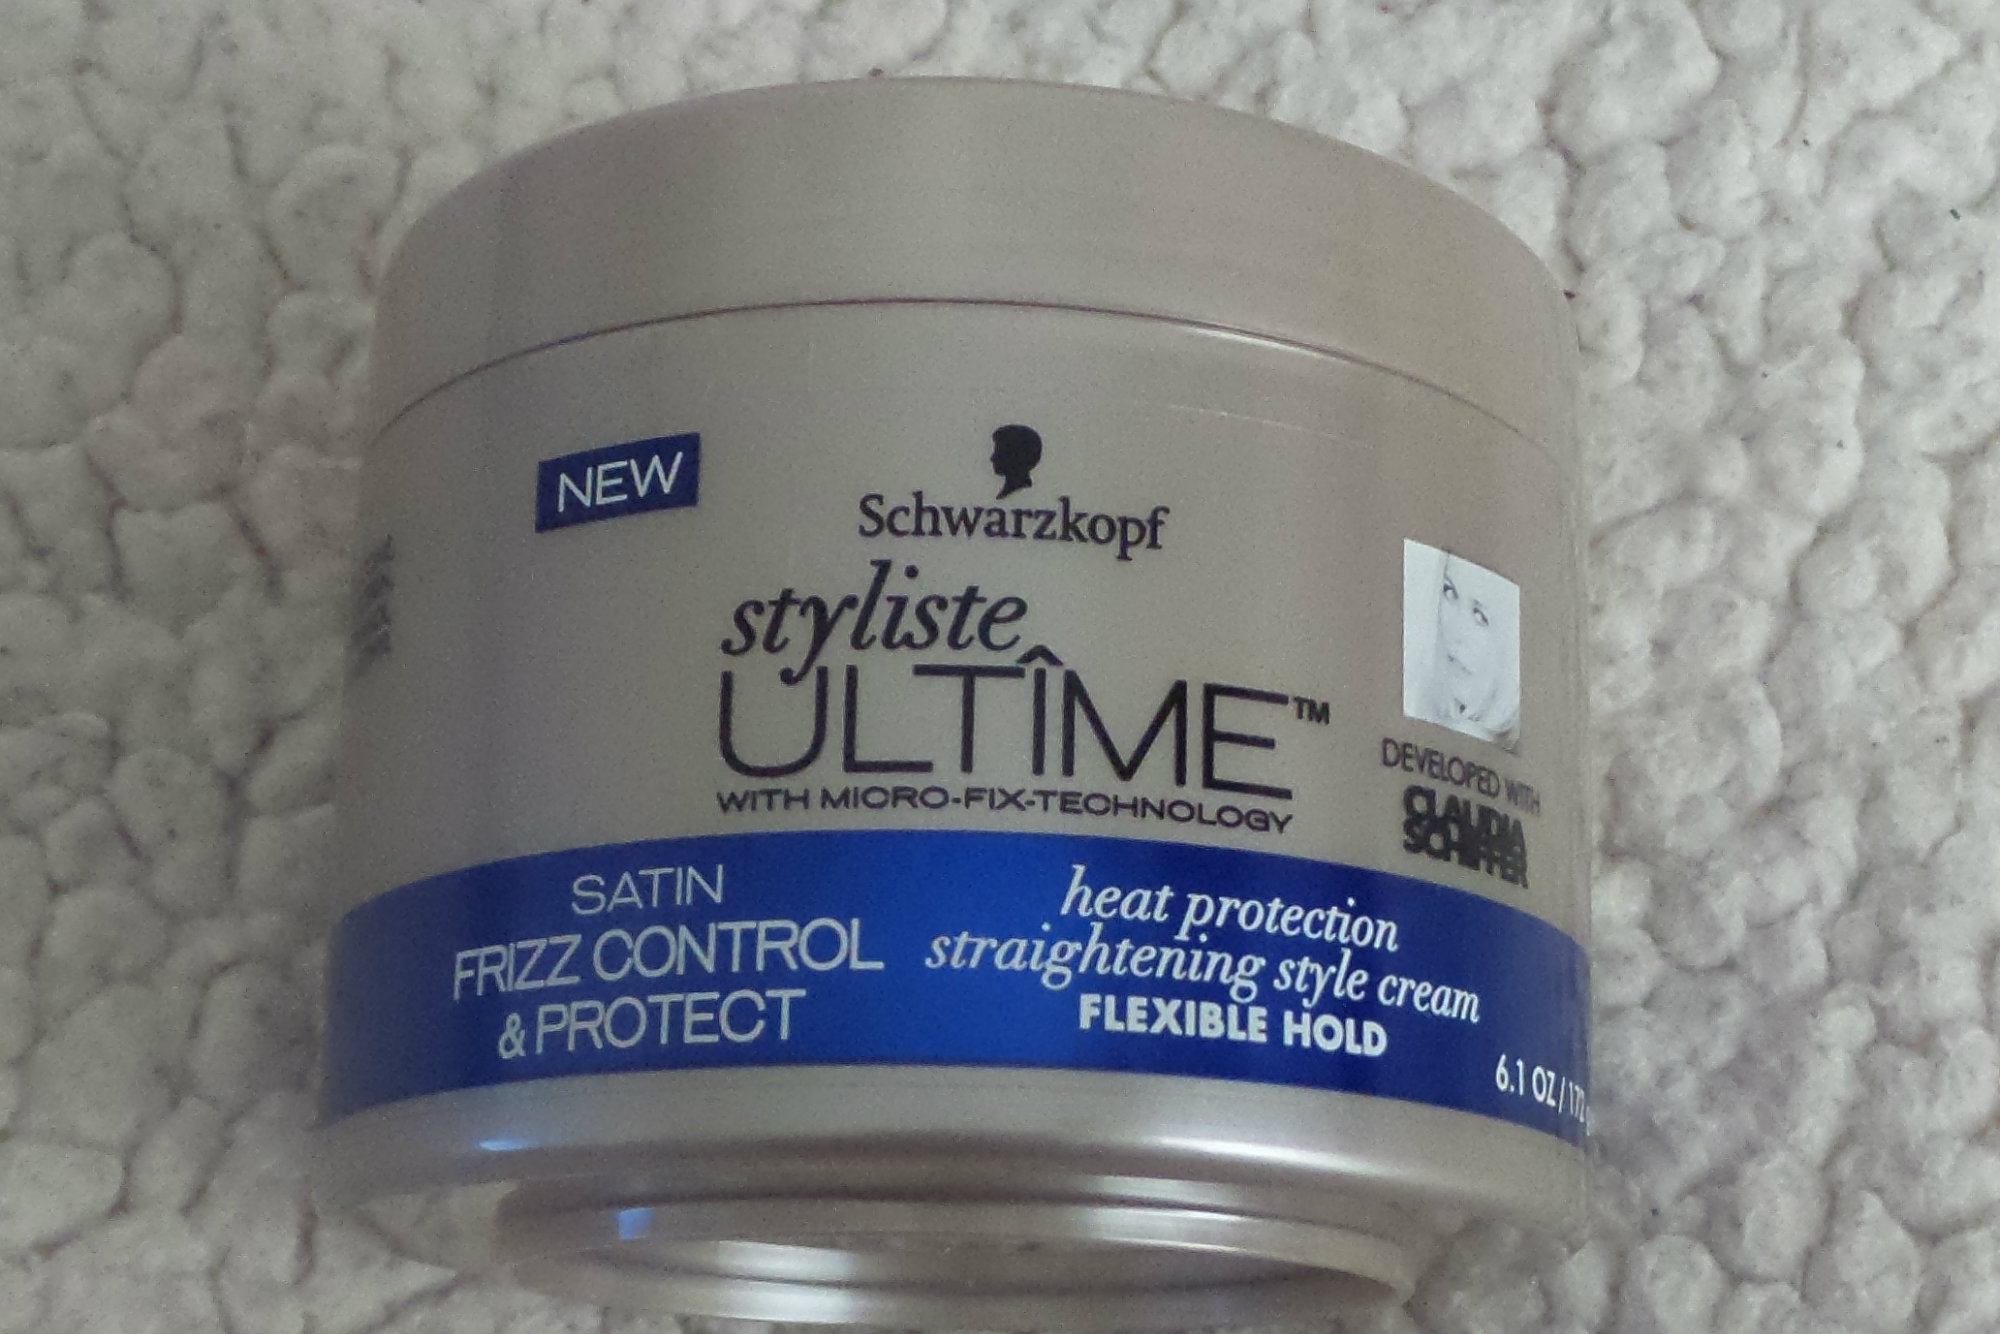 NEW
Schwarzkopf
styliste
ULTÎME™
WITH MICRO-FIX-TECHNOLOGY
DEVELOPED WITH
CLAUDIA
SCHIFFER
SATIN
FRIZZ CONTROL
& PROTECT
heat protection
straightening style cream
FLEXIBLE HOLD
6.1 OZ / 172